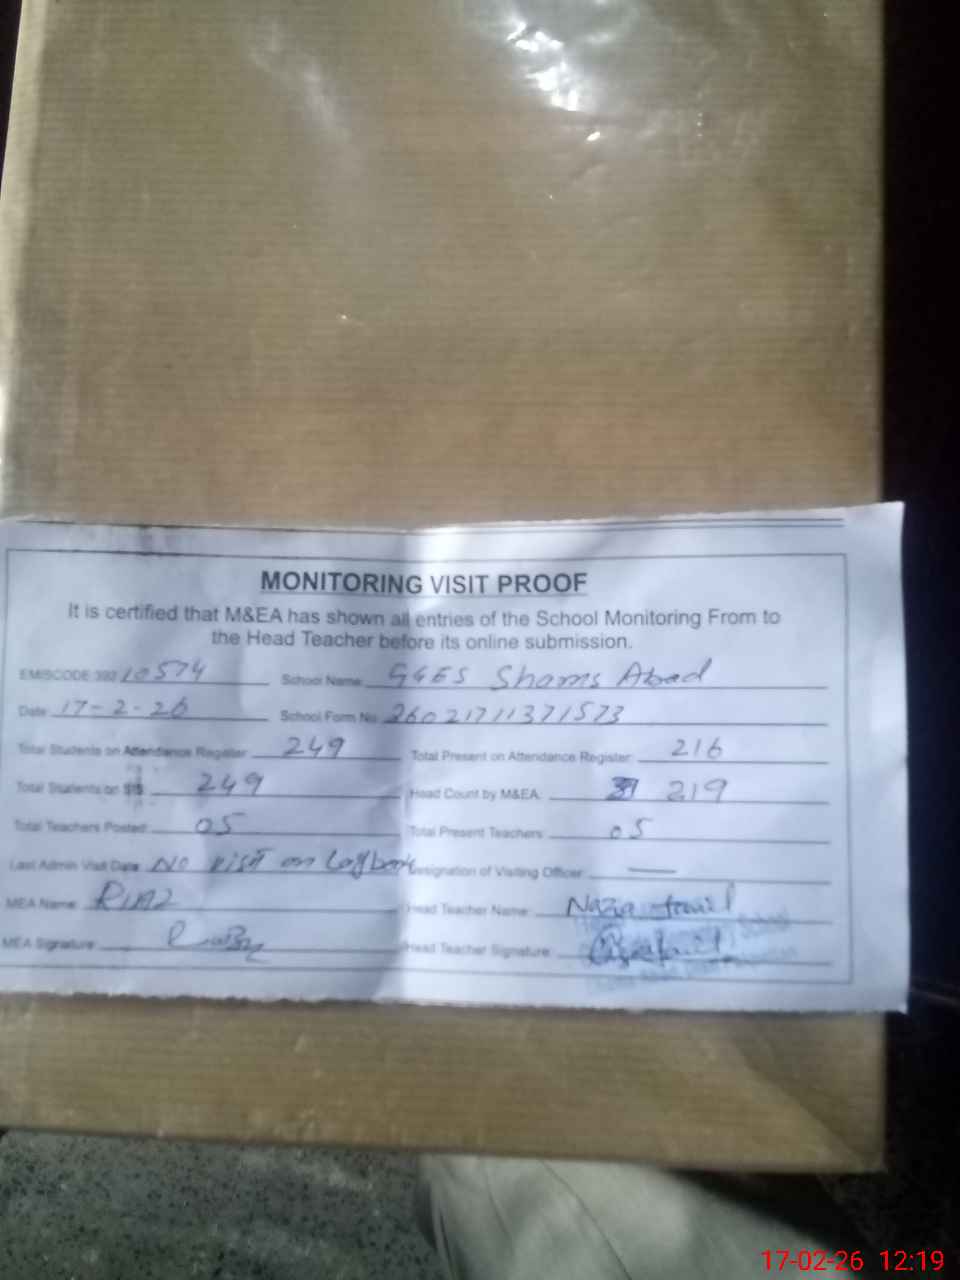 MONITORING VISIT PROOF
It is certified that M&EA has shown all entries of the School Monitoring From to
the Head Teacher before its online submission.
EMISCODE: 10574 School Name: GGES Shams Abad
Date: 17-2-26 School Form No. 26021711371573
Total Students on Attendance Register: 249 Total Present on Attendance Register: 216
Total Students on SIS 249 Head Count by M&EA: 219
Total Teachers Posted: 05 Total Present Teachers: 05
Last Admin Visit Date: No visit on Logbook Designation of Visiting Officer: —
MEA Name: Head Teacher Name: Nazia
MEA Signature: Head Teacher Signature:
17-02-26 12:19